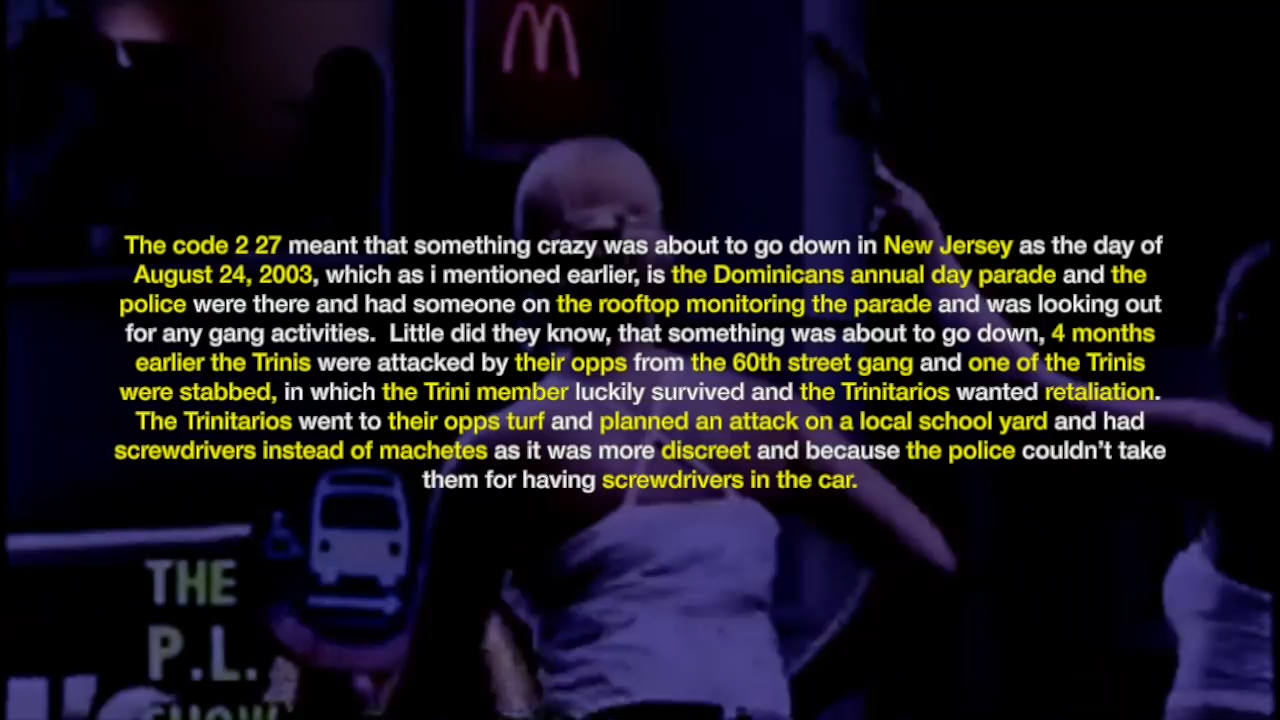 M
The code 2 27 meant that something crazy was about to go down in New Jersey as the day of
August 24, 2003, which as i mentioned earlier, is the Dominicans annual day parade and the
police were there and had someone on the rooftop monitoring the parade and was looking out
for any gang activities.  Little did they know, that something was about to go down, 4 months
earlier the Trinis were attacked by their opps from the 60th street gang and one of the Trinis
were stabbed, in which the Trini member luckily survived and the Trinitarios wanted retaliation.
The Trinitarios went to their opps turf and planned an attack on a local school yard and had
screwdrivers instead of machetes as it was more discreet and because the police couldn’t take
them for having screwdrivers in the car.
THE
P.L.
SHOW